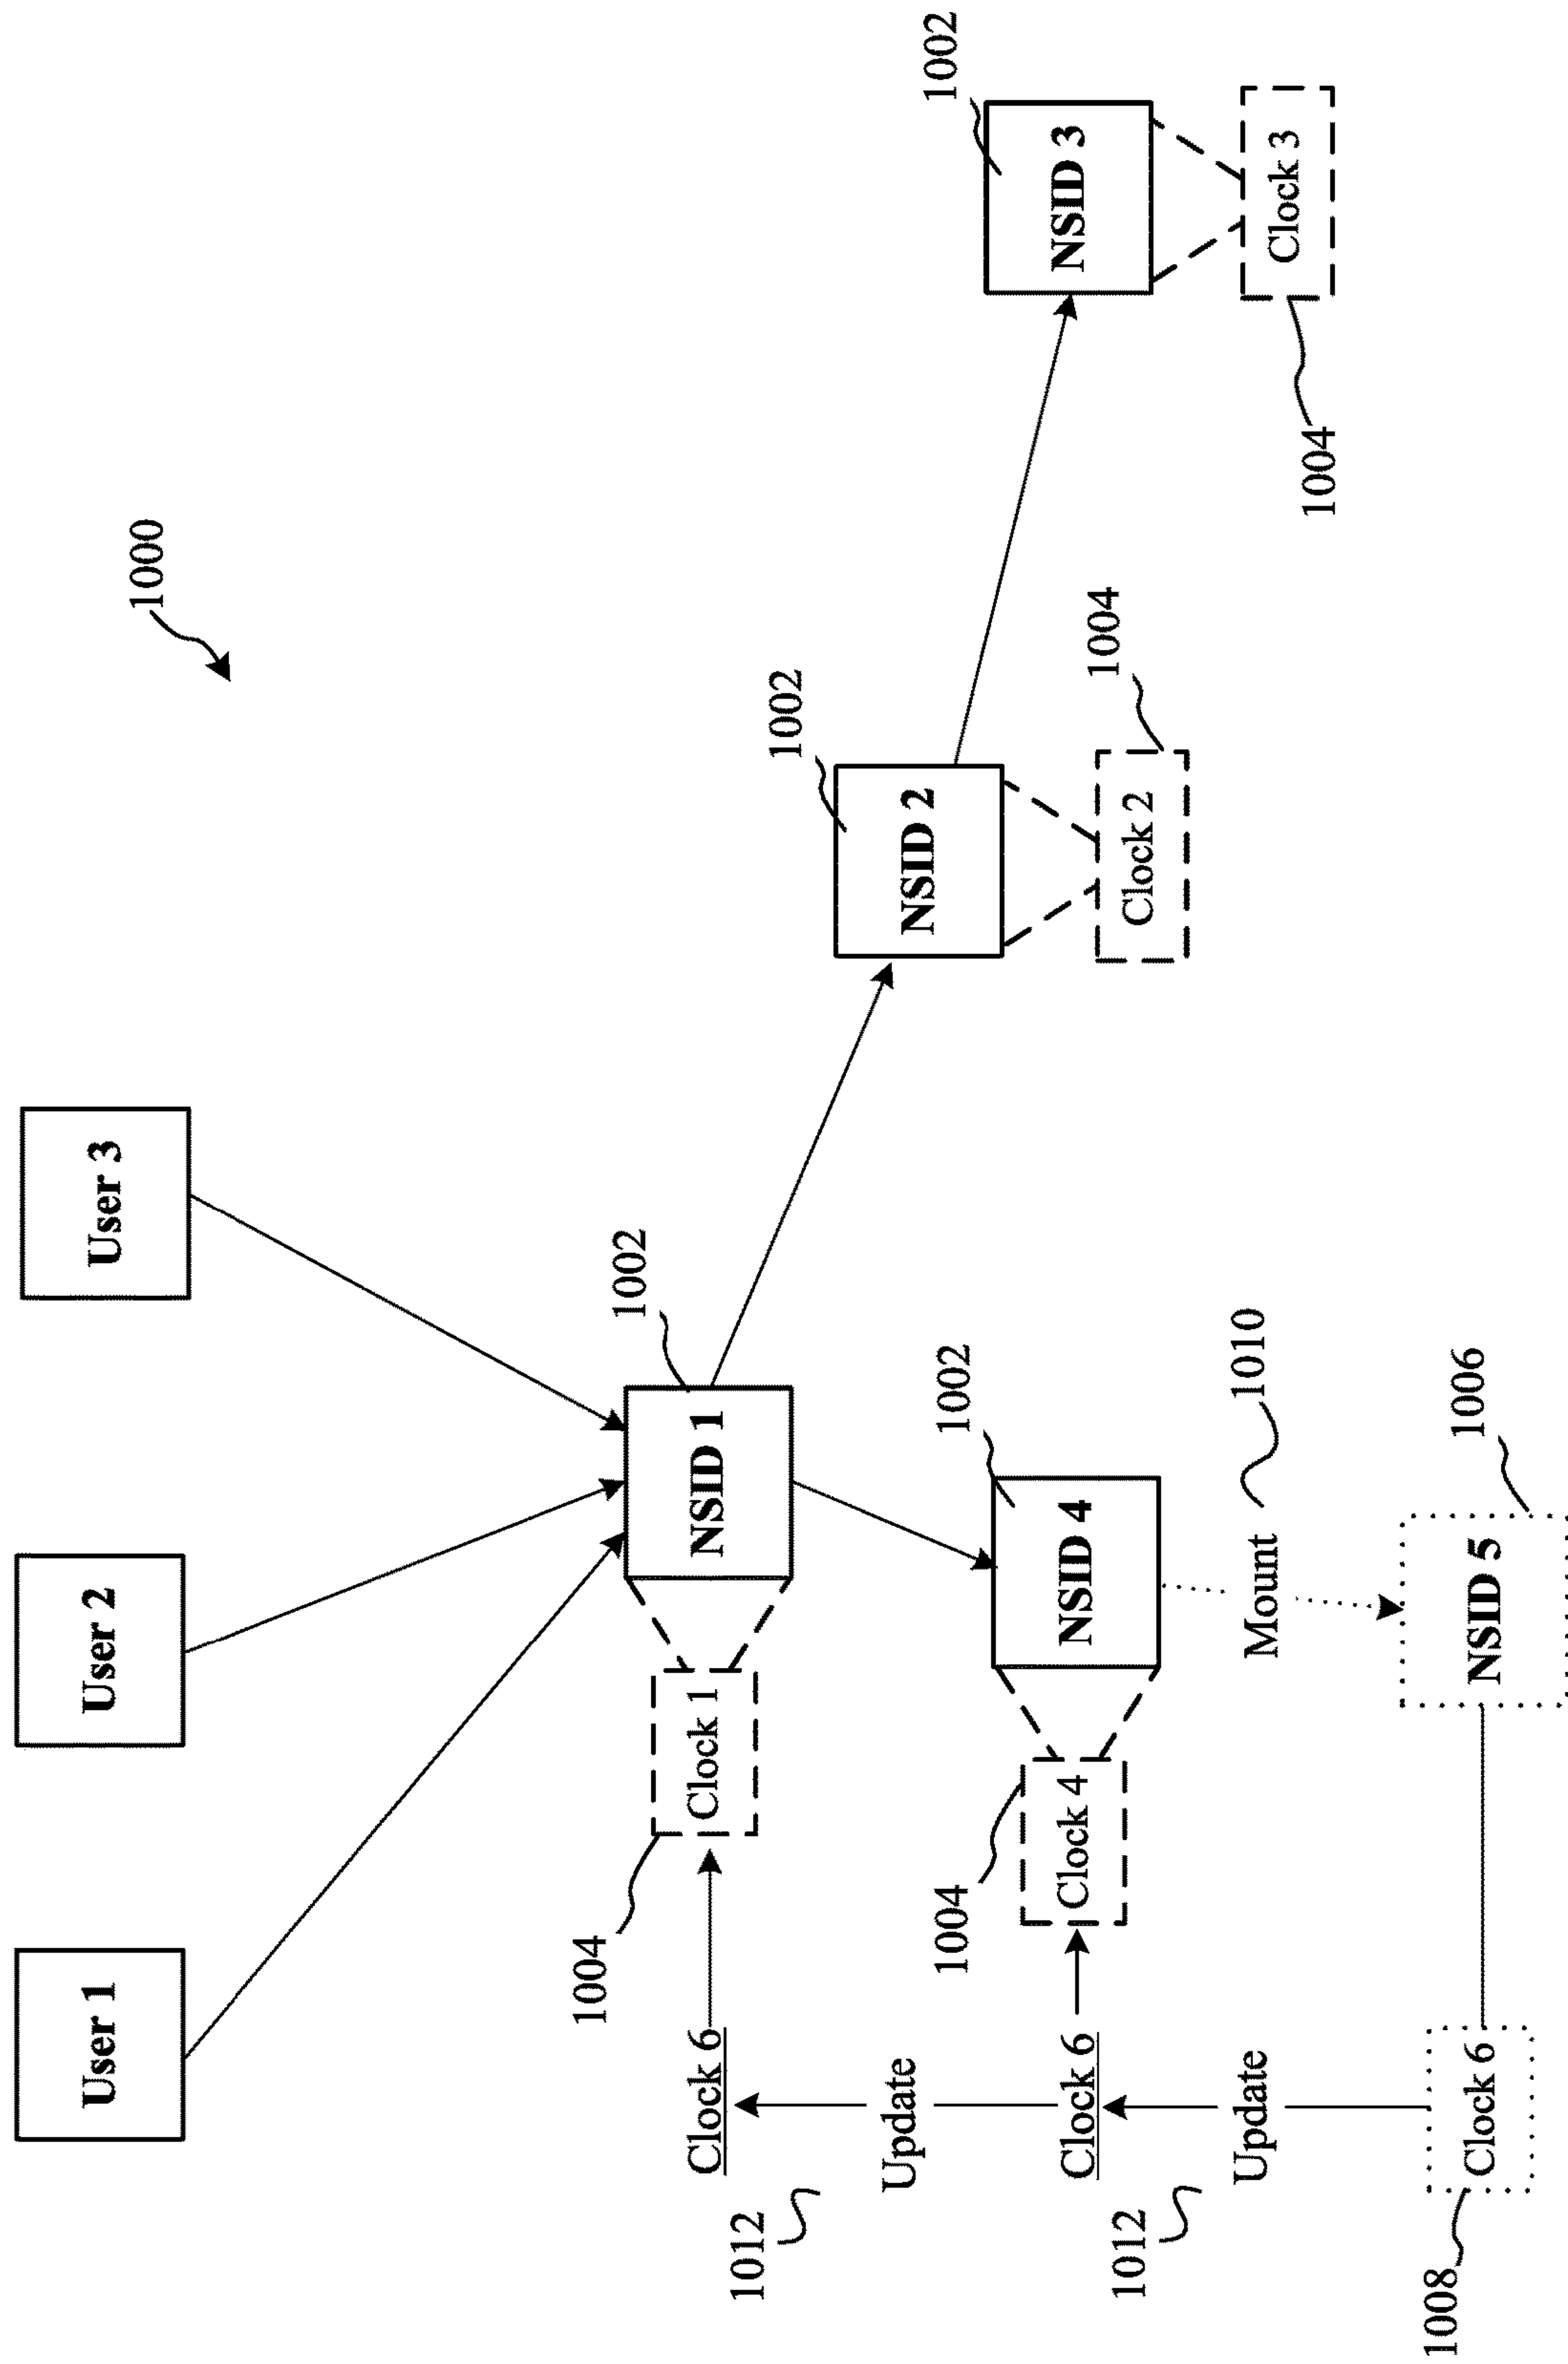 User 1
User 2
User 3
1000
1004
1002
Clock 6
Clock 1
NSID 1
1012
1002
Update
NSID 2
1002
1004
1002
Clock 6
Clock 4
NSID 4
NSID 3
1004
1012
Clock 2
Update
Mount
1010
Clock 3
1004
1008
1006
Clock 6
NSID 5